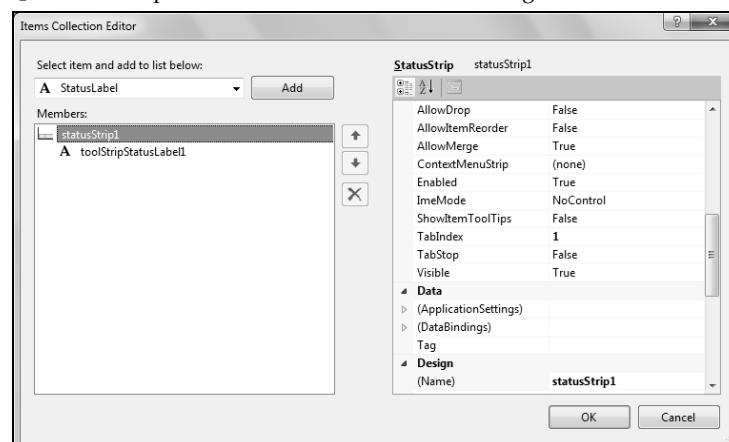 Items Collection Editor
Select item and add to list below:
A StatusLabel
Add
Members:
statusStrip1
A toolStripStatusLabel1
StatusStrip statusStrip1
AllowDrop False
AllowItemReorder False
AllowMerge True
ContextMenuStrip (none)
Enabled True
ImeMode NoControl
ShowItemToolTips False
TabIndex 1
TabStop False
Visible True
Data
(ApplicationSettings)
(DataBindings)
Tag
Design
(Name) statusStrip1
OK
Cancel